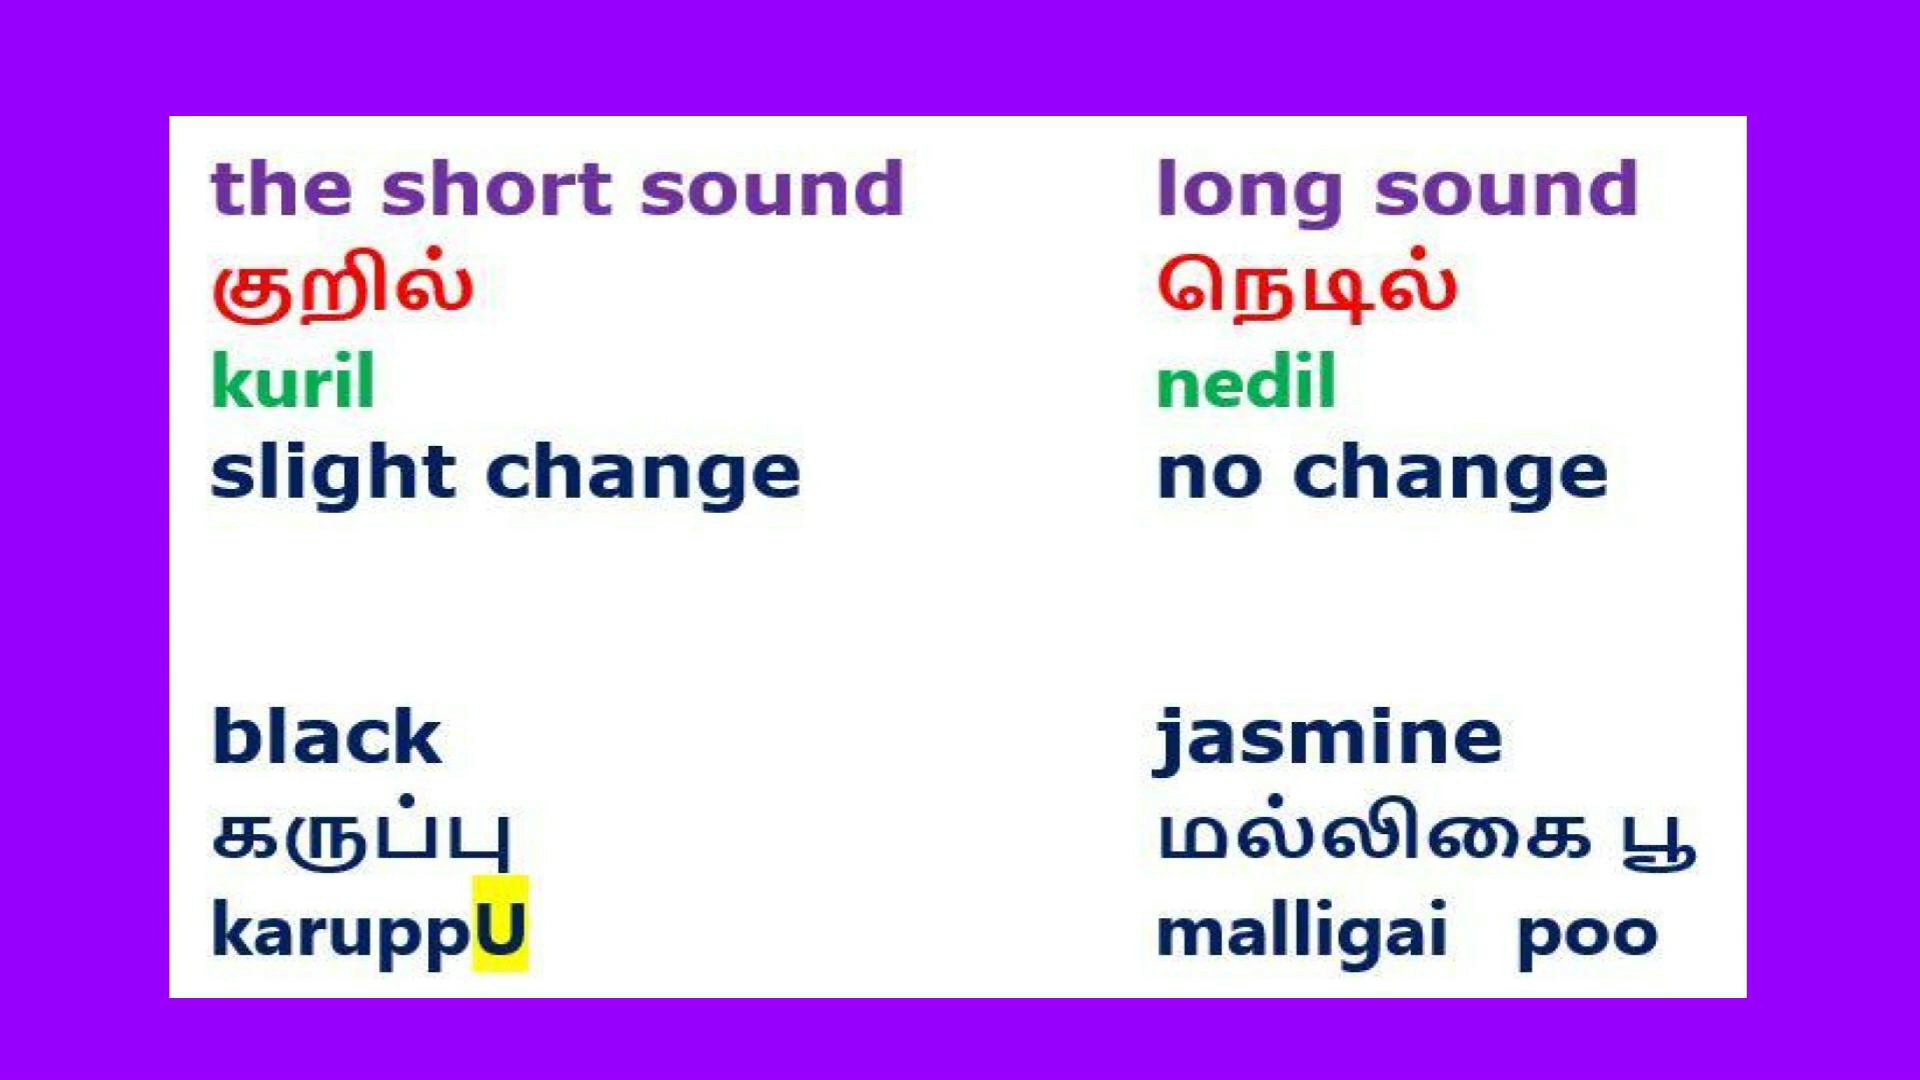 the short sound
குறில்
kuril
slight change
black
கருப்பு
karuppU
long sound
நெடில்
nedil
no change
jasmine
மல்லிகை பூ
malligai poo